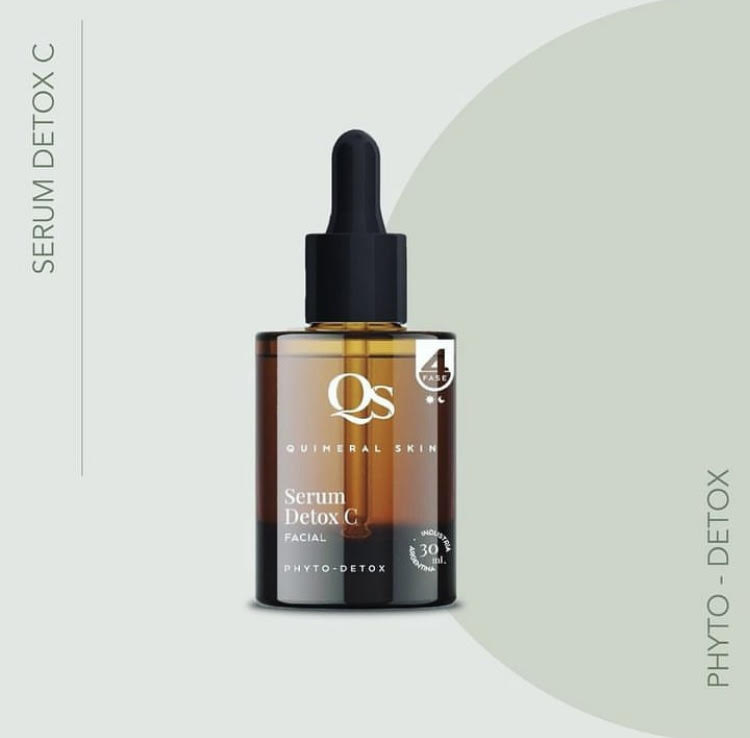 SERUM DETOX C
4
FASE
QS
QUIMERAL SKIN
Serum
Detox C
FACIAL
INDUSTRIA
30
ml.
ARGENTINA
PHYTO-DETOX
PHYTO - DETOX